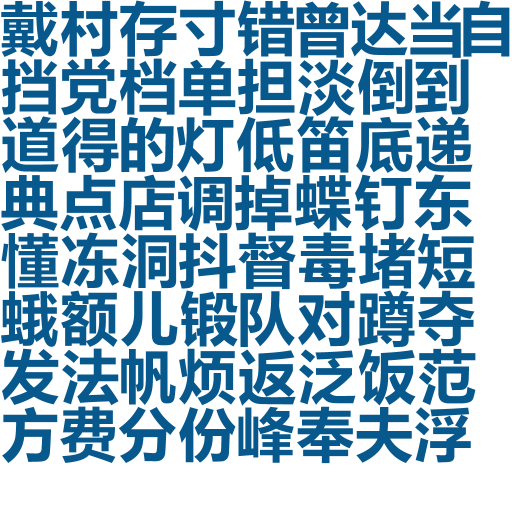 戴村存寸错曾达当自
挡党档单担淡倒到
道得的灯低笛底递
典点店调掉蝶钉东
懂冻洞抖督毒堵短
蛾额儿锻队对蹲夺
发法帆烦返泛饭范
方费分份峰奉夫浮